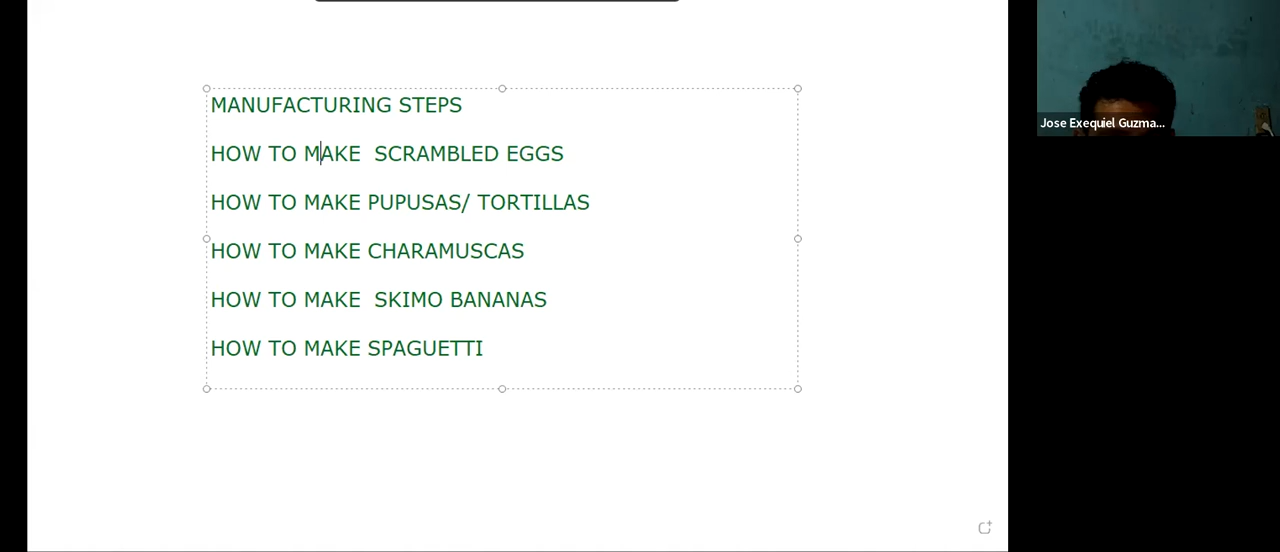 MANUFACTURING STEPS
HOW TO MAKE  SCRAMBLED EGGS
HOW TO MAKE PUPUSAS/ TORTILLAS
HOW TO MAKE CHARAMUSCAS
HOW TO MAKE  SKIMO BANANAS
HOW TO MAKE SPAGUETTI
Jose Exequiel Guzma...